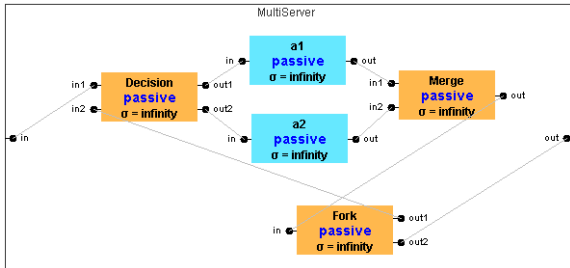 MultiServer
a1
in passive out
σ = infinity
Decision
in1 passive out1
in2 σ = infinity out2
Merge
in1 passive out
in2 σ = infinity
a2
passive
in σ = infinity out
in
out
Fork
out1
in passive
σ = infinity out2